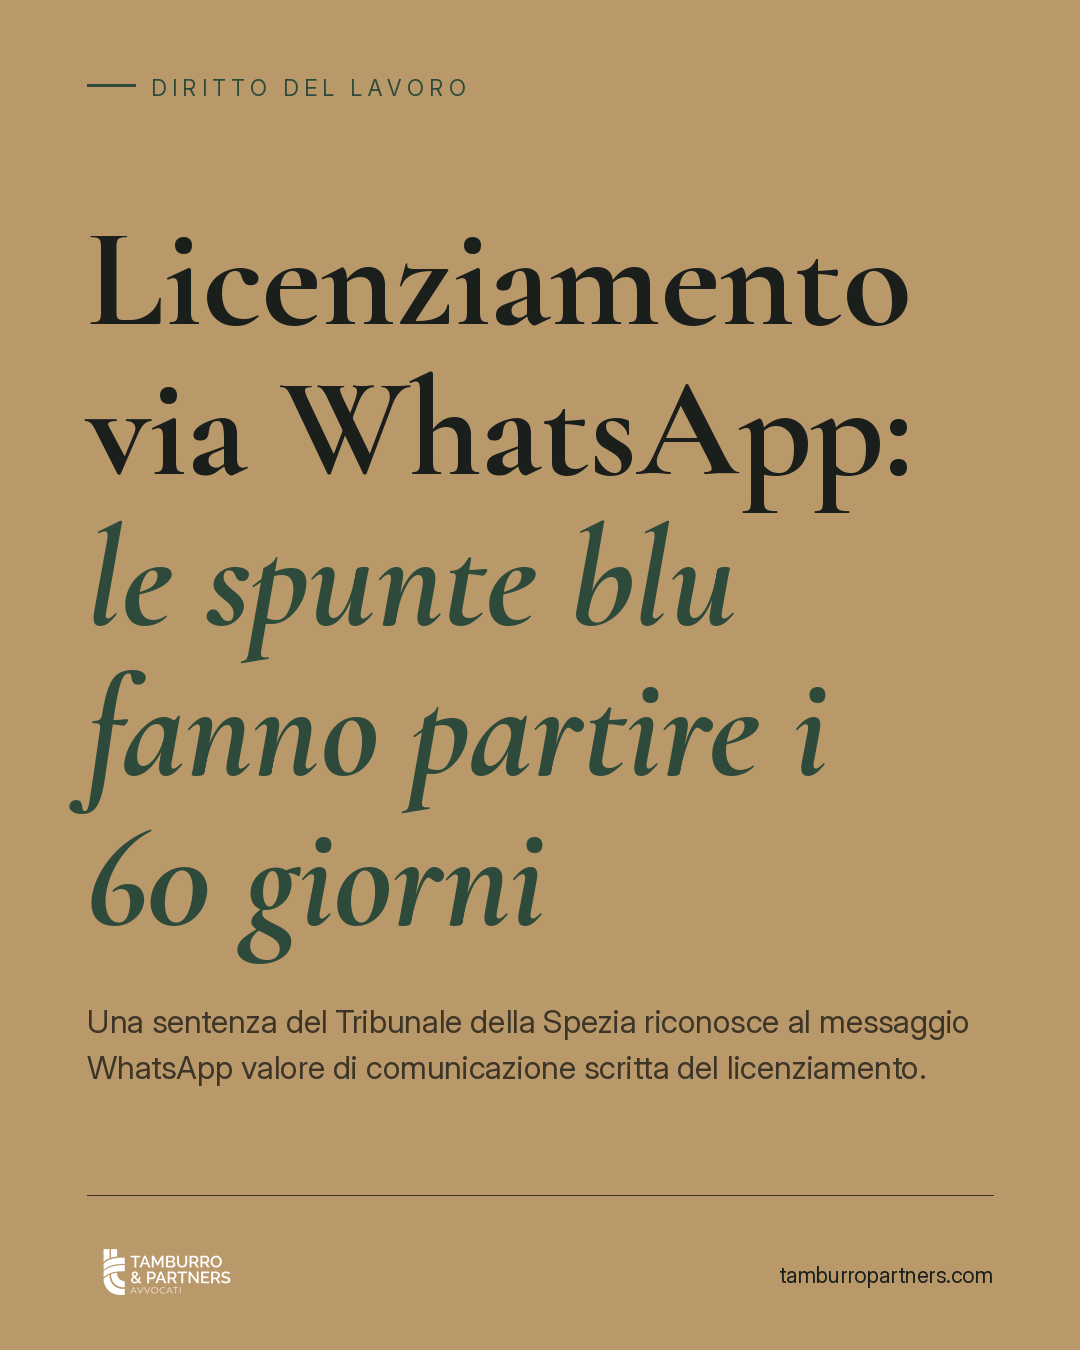 DIRITTO DEL LAVORO
Licenziamento
via WhatsApp:
le spunte blu
fanno partire i
60 giorni
Una sentenza del Tribunale della Spezia riconosce al messaggio
WhatsApp valore di comunicazione scritta del licenziamento.
TAMBURRO
& PARTNERS
AVVOCATI
tamburropartners.com